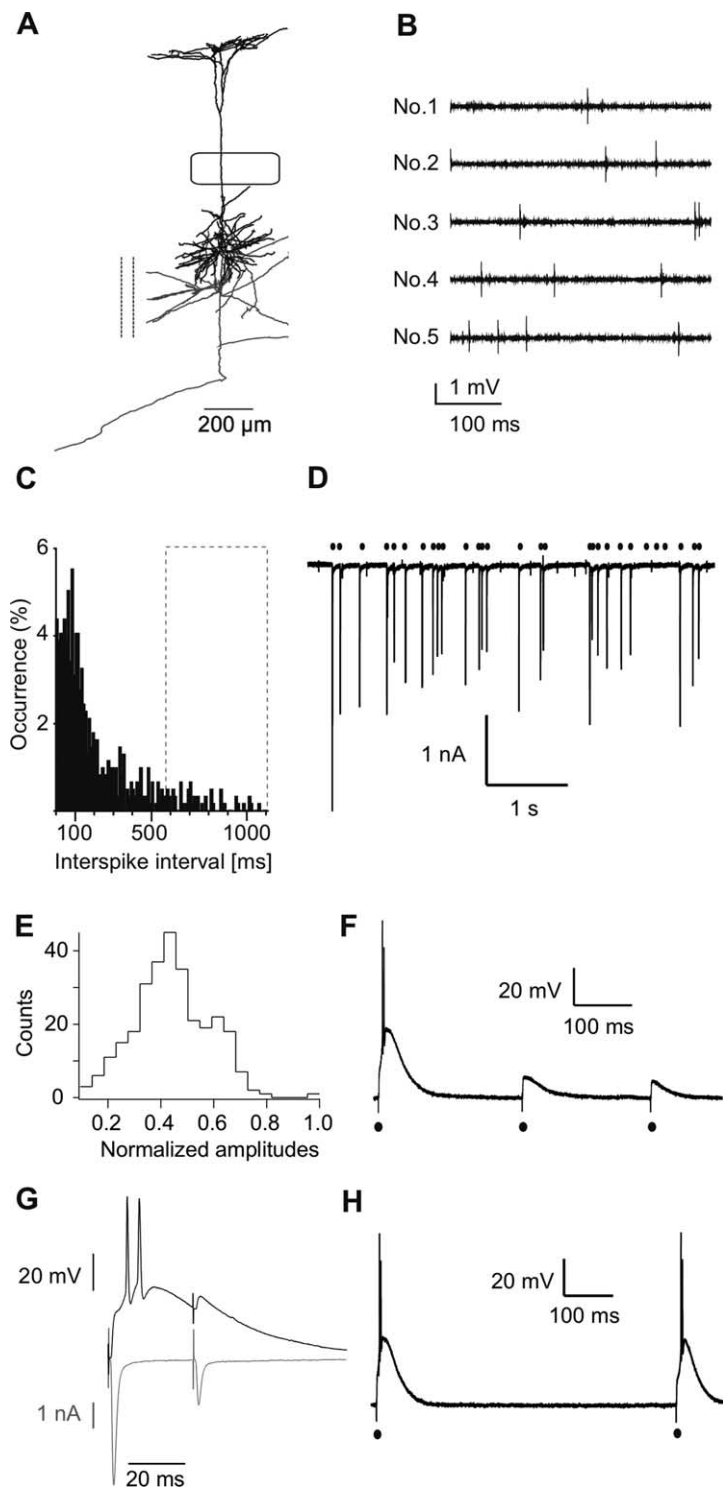 A
B
No.1
No.2
No.3
No.4
No.5
1 mV
100 ms
200 µm
C
D
6
4
2
Occurrence (%)
100 500 1000
Interspike interval [ms]
1 nA
1 s
E
F
40
20
0
Counts
0.2 0.4 0.6 0.8 1.0
Normalized amplitudes
20 mV
100 ms
G
H
20 mV
1 nA
20 ms
20 mV
100 ms